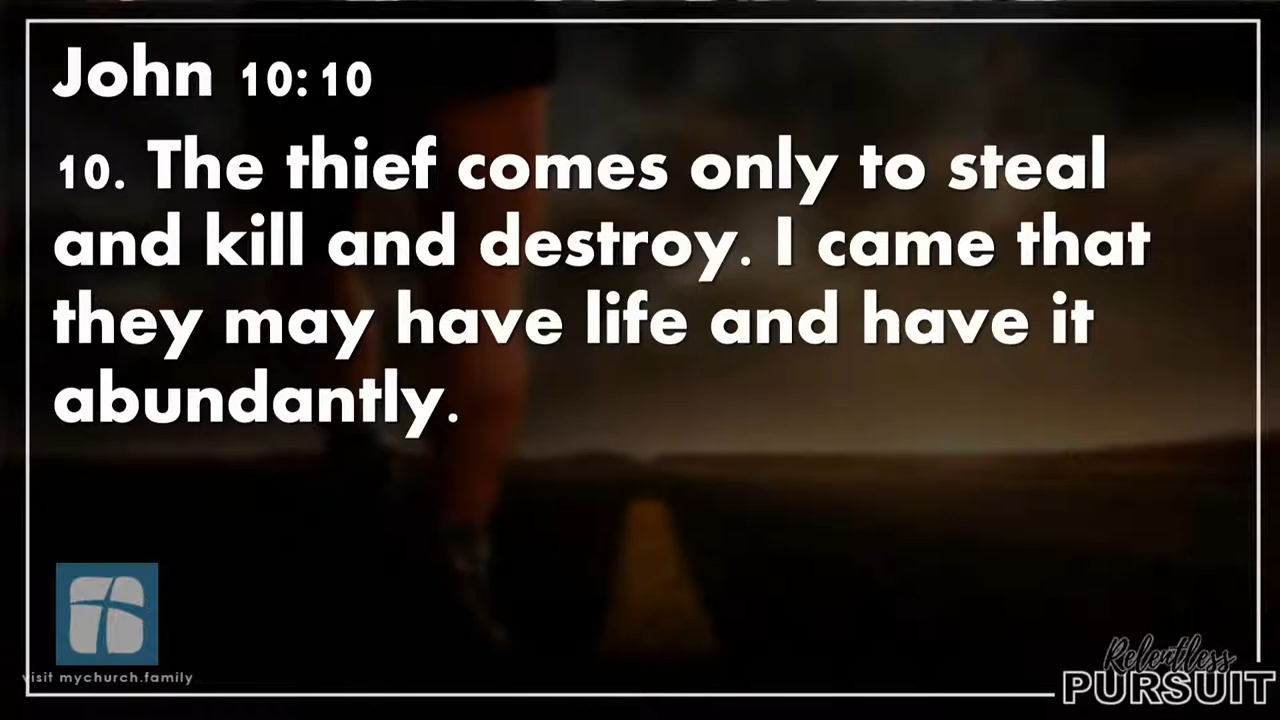 John 10:10
10. The thief comes only to steal
and kill and destroy. I came that
they may have life and have it
abundantly.
visit mychurch.family
Relentless
PURSUIT